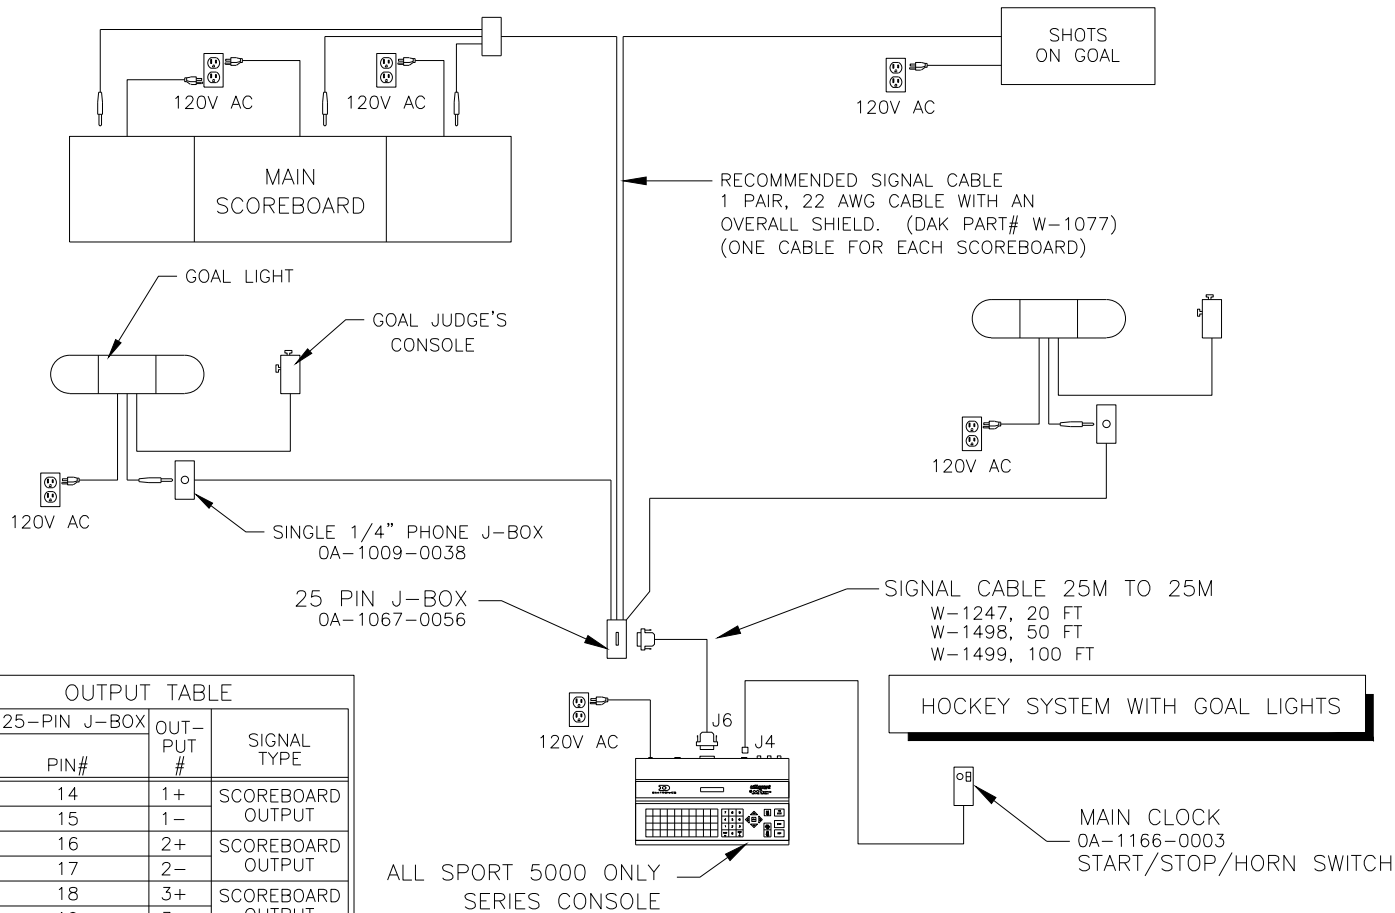 SHOTS
ON GOAL
120V AC
120V AC
120V AC
MAIN
SCOREBOARD
RECOMMENDED SIGNAL CABLE
1 PAIR, 22 AWG CABLE WITH AN
OVERALL SHIELD. (DAK PART# W-1077)
(ONE CABLE FOR EACH SCOREBOARD)
GOAL LIGHT
GOAL JUDGE'S
CONSOLE
120V AC
120V AC
SINGLE 1/4" PHONE J-BOX
0A-1009-0038
25 PIN J-BOX
0A-1067-0056
SIGNAL CABLE 25M TO 25M
W-1247, 20 FT
W-1498, 50 FT
W-1499, 100 FT
HOCKEY SYSTEM WITH GOAL LIGHTS
120V AC
J6
J4
MAIN CLOCK
0A-1166-0003
START/STOP/HORN SWITCH
ALL SPORT 5000 ONLY
SERIES CONSOLE
OUTPUT TABLE
25-PIN J-BOX
PIN#
OUT-
PUT
#
SIGNAL
TYPE
14 1+ SCOREBOARD
15 1- OUTPUT
16 2+ SCOREBOARD
17 2- OUTPUT
18 3+ SCOREBOARD
OUTPUT